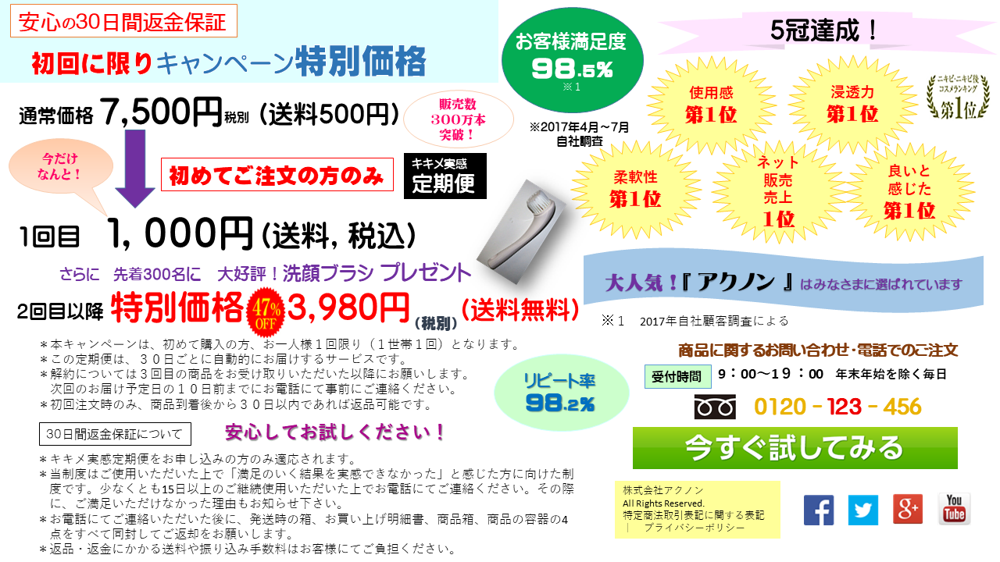 安心の30日間返金保証
初回に限りキャンペーン特別価格
通常価格 7,500円税別（送料500円）
販売数
３００万本
突破！
今だけ
なんと！
初めてご注文の方のみ
キキメ実感
定期便
1回目 1，000円（送料，税込）
さらに 先着300名に 大好評！洗顔ブラシ プレゼント
2回目以降 特別価格 47% OFF 3,980円（税別）（送料無料）
＊本キャンペーンは、初めて購入の方、お一人様１回限り（１世帯１回）となります。
＊この定期便は、３０日ごとに自動的にお届けするサービスです。
＊解約については３回目の商品をお受け取りいただいた以降にお願いします。
次回のお届け予定日の１０日前までにお電話にて事前にご連絡ください。
＊初回注文時のみ、商品到着後から３０日以内であれば返品可能です。
30日間返金保証について
安心してお試しください！
＊キキメ実感定期便をお申し込みの方のみ適応されます。
＊当制度はご使用いただいた上で「満足のいく結果を実感できなかった」と感じた方に向けた制
度です。少なくとも15日以上のご継続使用いただいた上でお電話にてご連絡ください。その際
に、ご満足いただけなかった理由もお知らせ下さい。
＊お電話にてご連絡いただいた後に、発送時の箱、お買い上げ明細書、商品箱、商品の容器の4
点をすべて同封してご返却をお願いします。
＊返品・返金にかかる送料や振り込み手数料はお客様にてご負担ください。
お客様満足度
98.5%
※１
※2017年4月～7月
自社調査
5冠達成！
使用感
第１位
浸透力
第１位
ニキビ・ニキビ後
コスメランキング
第1位
柔軟性
第１位
ネット
販売
売上
１位
良いと
感じた
第１位
大人気！『 アクノン 』はみなさまに選ばれています
※１ 2017年自社顧客調査による
リピート率
98.2%
商品に関するお問い合わせ・電話でのご注文
受付時間 9：00～19：00 年末年始を除く毎日
0120－123－456
今すぐ試してみる
株式会社アクノン
All Rights Reserved.
特定商法取引表記に関する表記
｜ プライバシーポリシー
f
g+
You
Tube